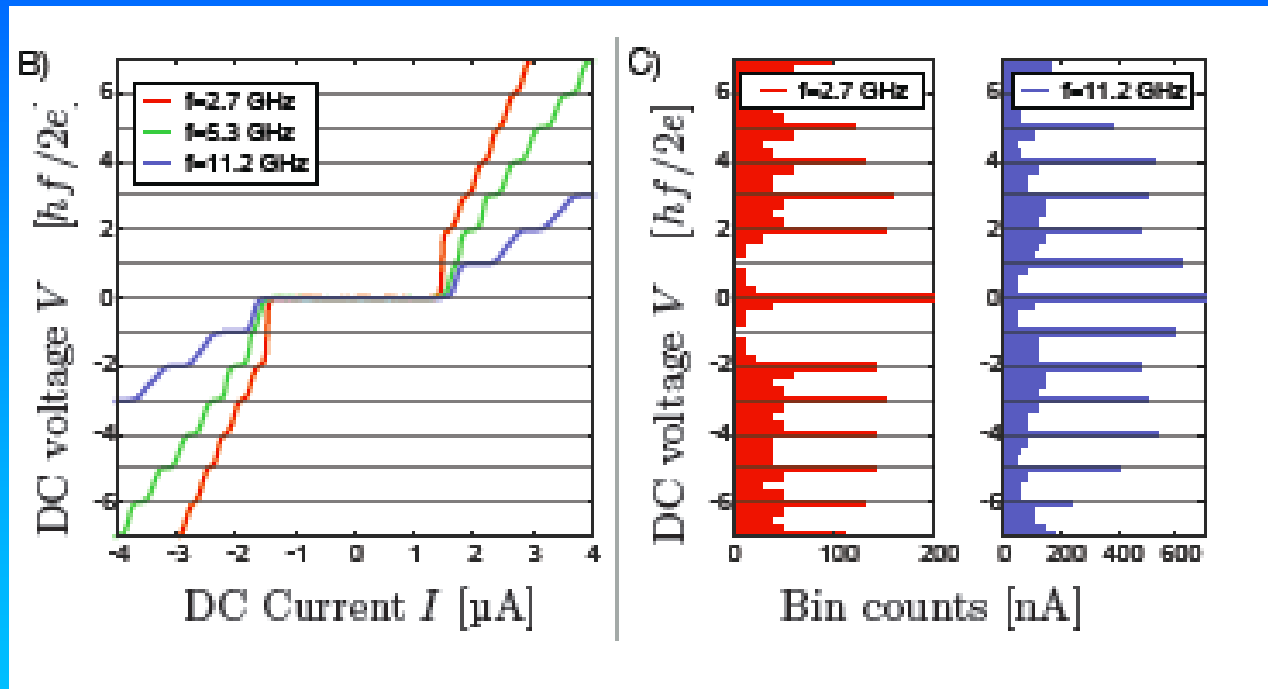 B)
f=2.7 GHz
f=5.3 GHz
f=11.2 GHz
DC voltage V [hf/2e]
6
4
2
0
-2
-4
-6
-4 -3 -2 -1 0 1 2 3 4
DC Current I [µA]
C)
f=2.7 GHz
DC voltage V [hf/2e]
6
4
2
0
-2
-4
-6
0 100 200
f=11.2 GHz
6
4
2
0
-2
-4
-6
0 200 400 600
Bin counts [nA]